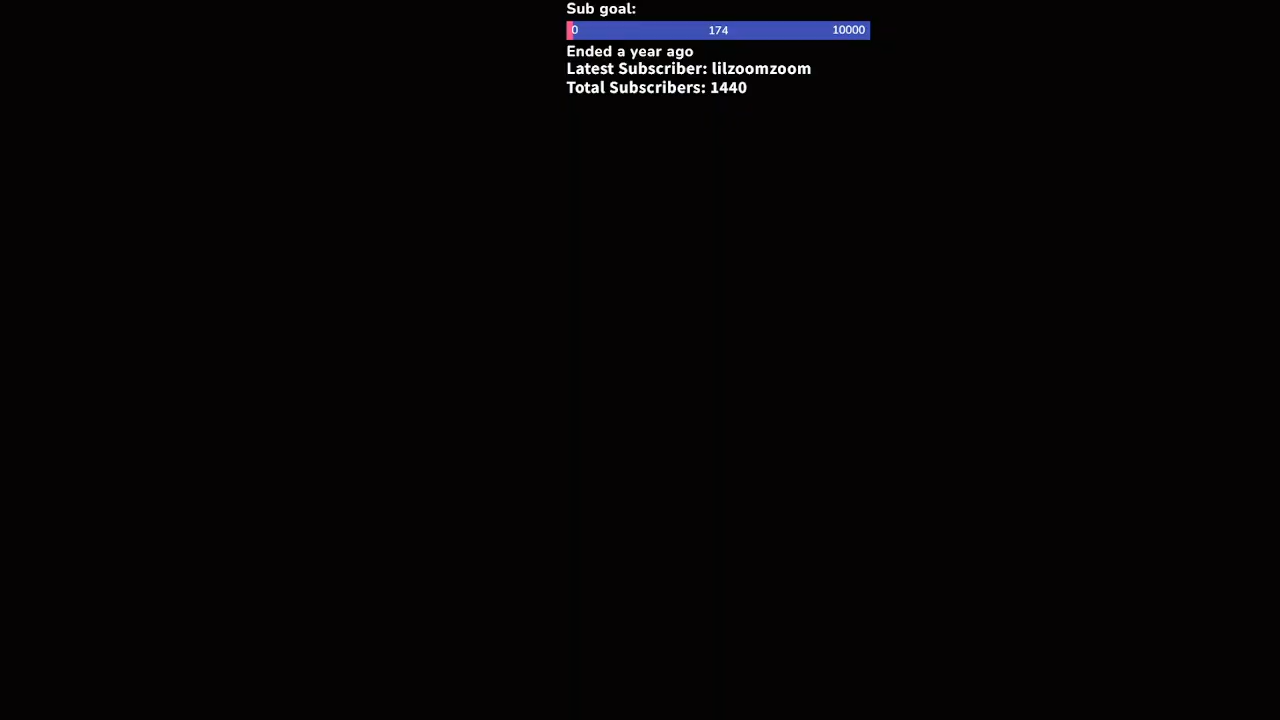 Sub goal:
0 174 10000
Ended a year ago
Latest Subscriber: lilzoomzoom
Total Subscribers: 1440